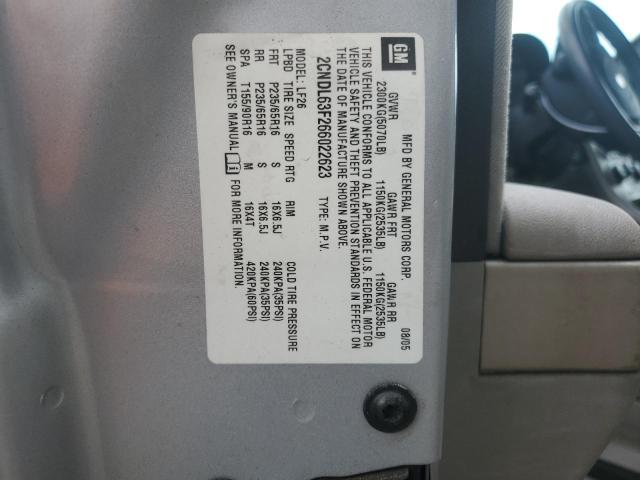 GM
MFD BY GENERAL MOTORS CORP. 08/05
GVWR GAWR FRT GAWR RR
2300KG(5070LB) 1150KG(2535LB) 1150KG(2535LB)
THIS VEHICLE CONFORMS TO ALL APPLICABLE U.S. FEDERAL MOTOR
VEHICLE SAFETY AND THEFT PREVENTION STANDARDS IN EFFECT ON
THE DATE OF MANUFACTURE SHOWN ABOVE.
2CNDL63F266022623 TYPE: M.P.V.
MODEL: LF26
LPBD TIRE SIZE SPEED RTG RIM COLD TIRE PRESSURE
FRT P235/65R16 S 16X6.5J 240KPA(35PSI)
RR P235/65R16 S 16X6.5J 240KPA(35PSI)
SPA T155/90R16 M 16X4T 420KPA(60PSI)
SEE OWNER'S MANUAL FOR MORE INFORMATION.